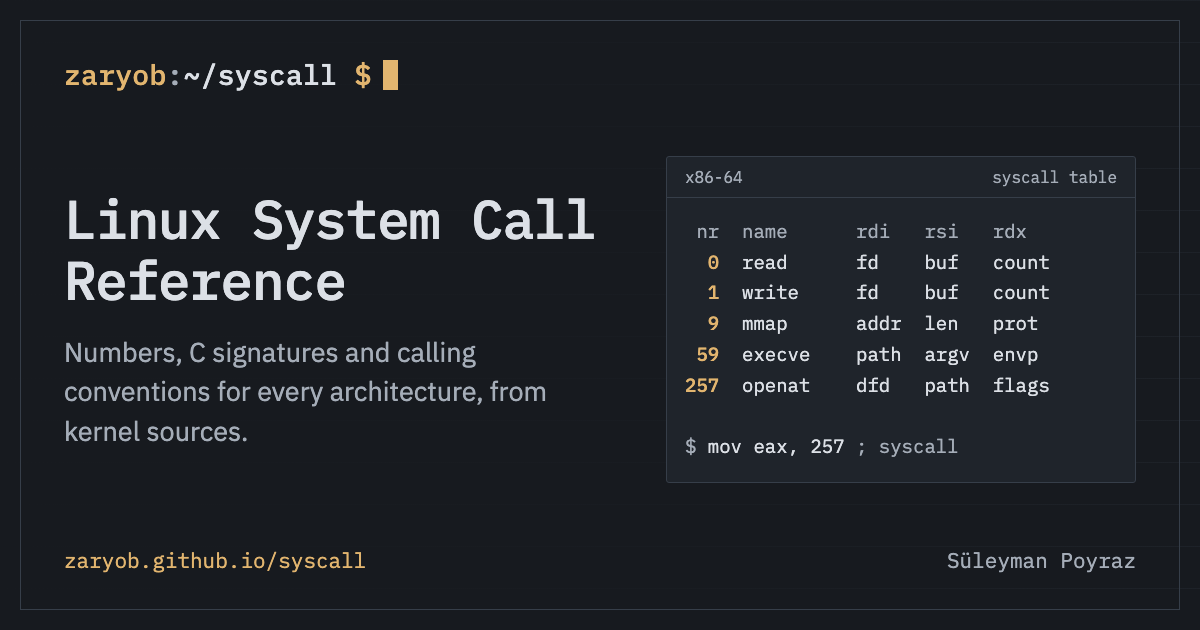 zaryob:~/syscall $
Linux System Call
Reference
Numbers, C signatures and calling
conventions for every architecture, from
kernel sources.
x86-64 syscall table
nr name rdi rsi rdx
0 read fd buf count
1 write fd buf count
9 mmap addr len prot
59 execve path argv envp
257 openat dfd path flags
$ mov eax, 257 ; syscall
zaryob.github.io/syscall
Süleyman Poyraz